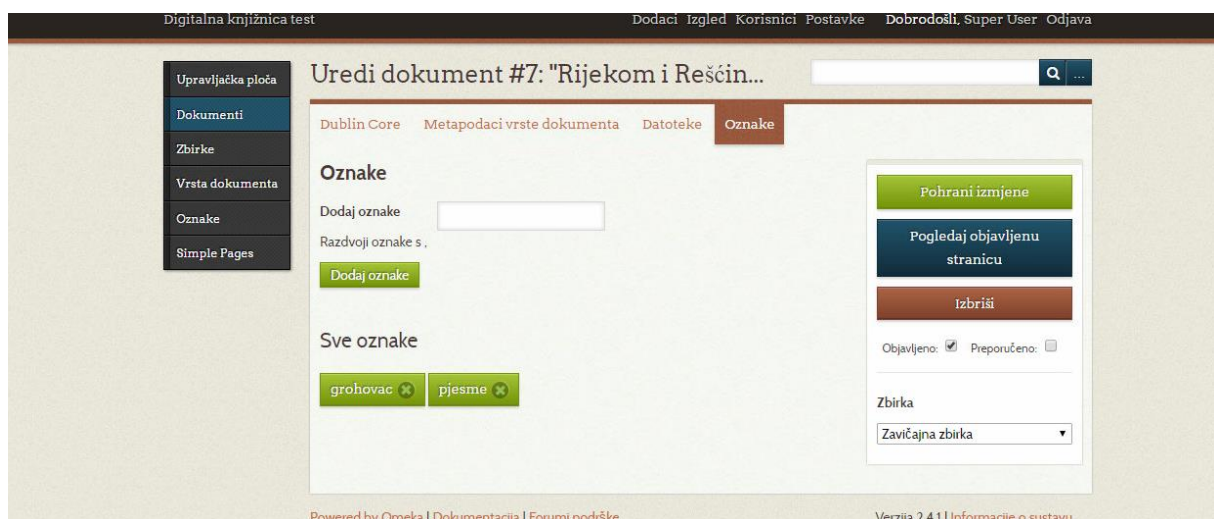 Digitalna knjižnica test
Dodaci Izgled Korisnici Postavke Dobrodošli, Super User Odjava
Upravljačka ploča
Dokumenti
Zbirke
Vrsta dokumenta
Oznake
Simple Pages
Uredi dokument #7: "Rijekom i Rešćin...
...
Dublin Core Metapodaci vrste dokumenta Datoteke Oznake
Oznake
Dodaj oznake
Razdvoji oznake s ,
Dodaj oznake
Sve oznake
grohovac
pjesme
Pohrani izmjene
Pogledaj objavljenu
stranicu
Izbriši
Objavljeno: Preporučeno:
Zbirka
Zavičajna zbirka
Powered by Omeka | Dokumentacija | Forumi podrške
Verzija 2.4.1 | Informacije o sustavu